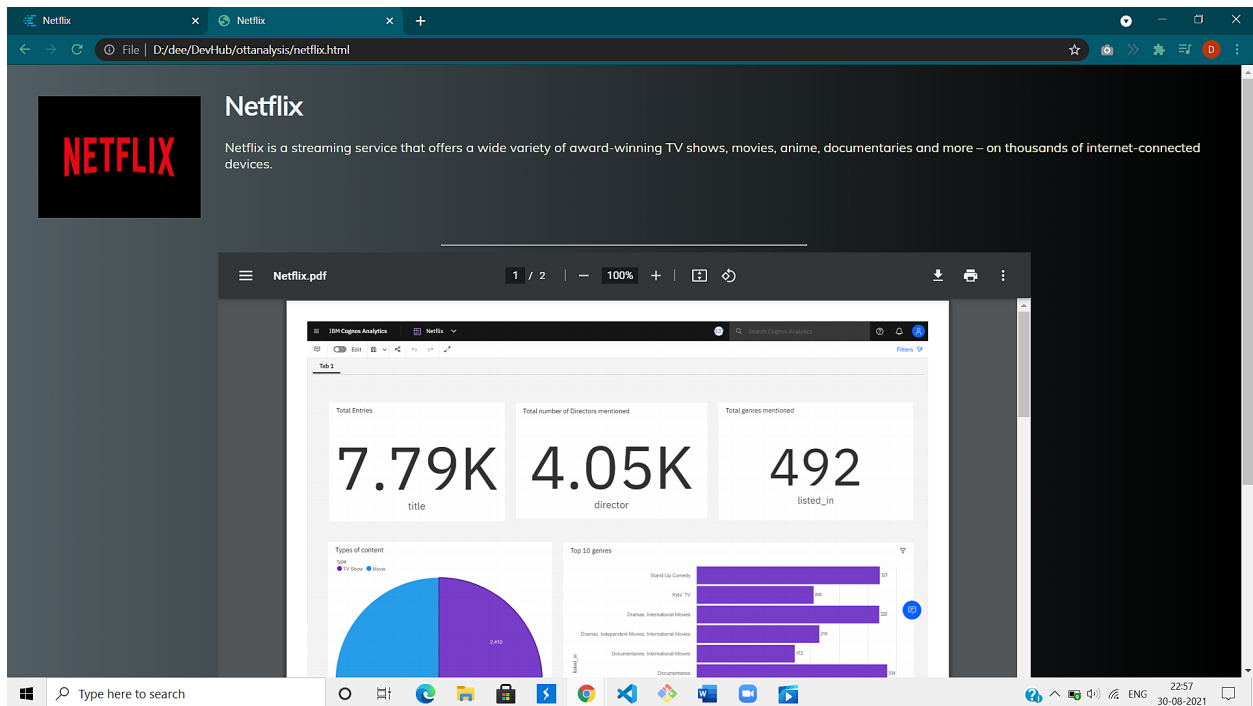 Netflix
Netflix
File D:/dee/DevHub/ottanalysis/netflix.html
D
NETFLIX
Netflix
Netflix is a streaming service that offers a wide variety of award-winning TV shows, movies, anime, documentaries and more – on thousands of internet-connected
devices.
Netflix.pdf
1 / 2
100%
IBM Cognos Analytics
Netflix
Search Cognos Analytics
Edit
Filters
Tab 1
Total Entries
7.79K
title
Total number of Directors mentioned
4.05K
director
Total genres mentioned
492
listed_in
Types of content
type
TV Show Movie
2,410
Top 10 genres
listed_in
Stand Up Comedy 321
Kids' TV
Dramas, International Movies 320
Dramas, Independent Movies, International Movies
Documentaries, International Movies 172
Documentaries 334
Type here to search
ENG
22:57
30-08-2021